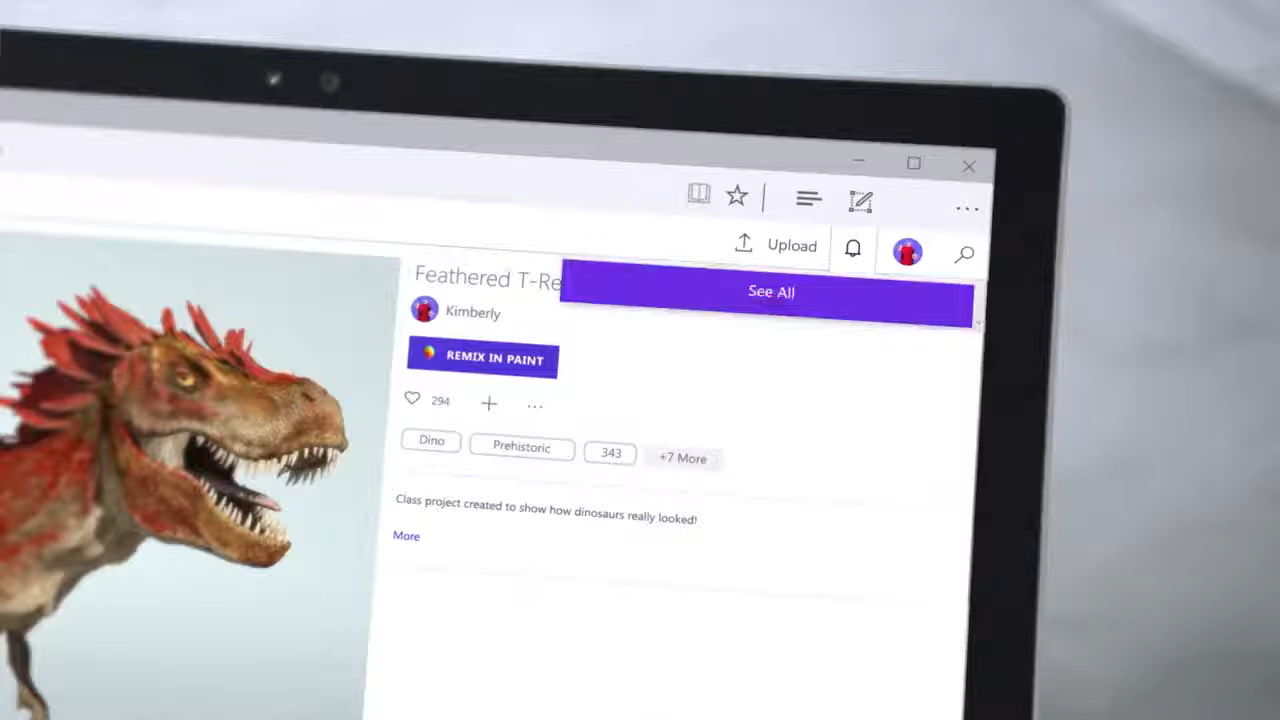 Upload
Feathered T-Re
See All
Kimberly
REMIX IN PAINT
294
Dino
Prehistoric
343
+7 More
Class project created to show how dinosaurs really looked!
More